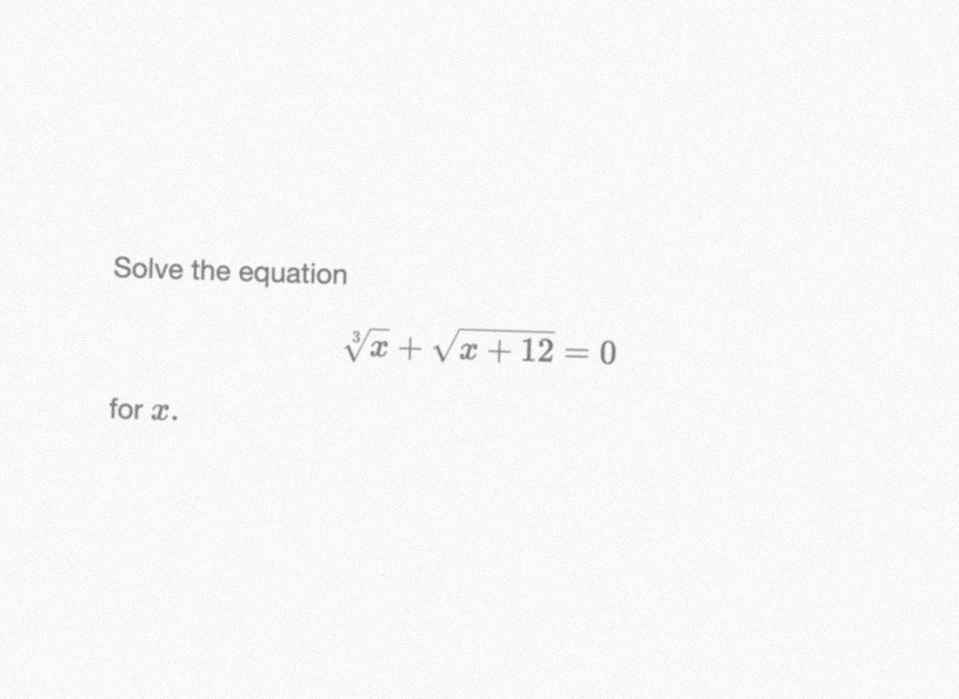 Solve the equation
∛x + √(x + 12) = 0
for x.